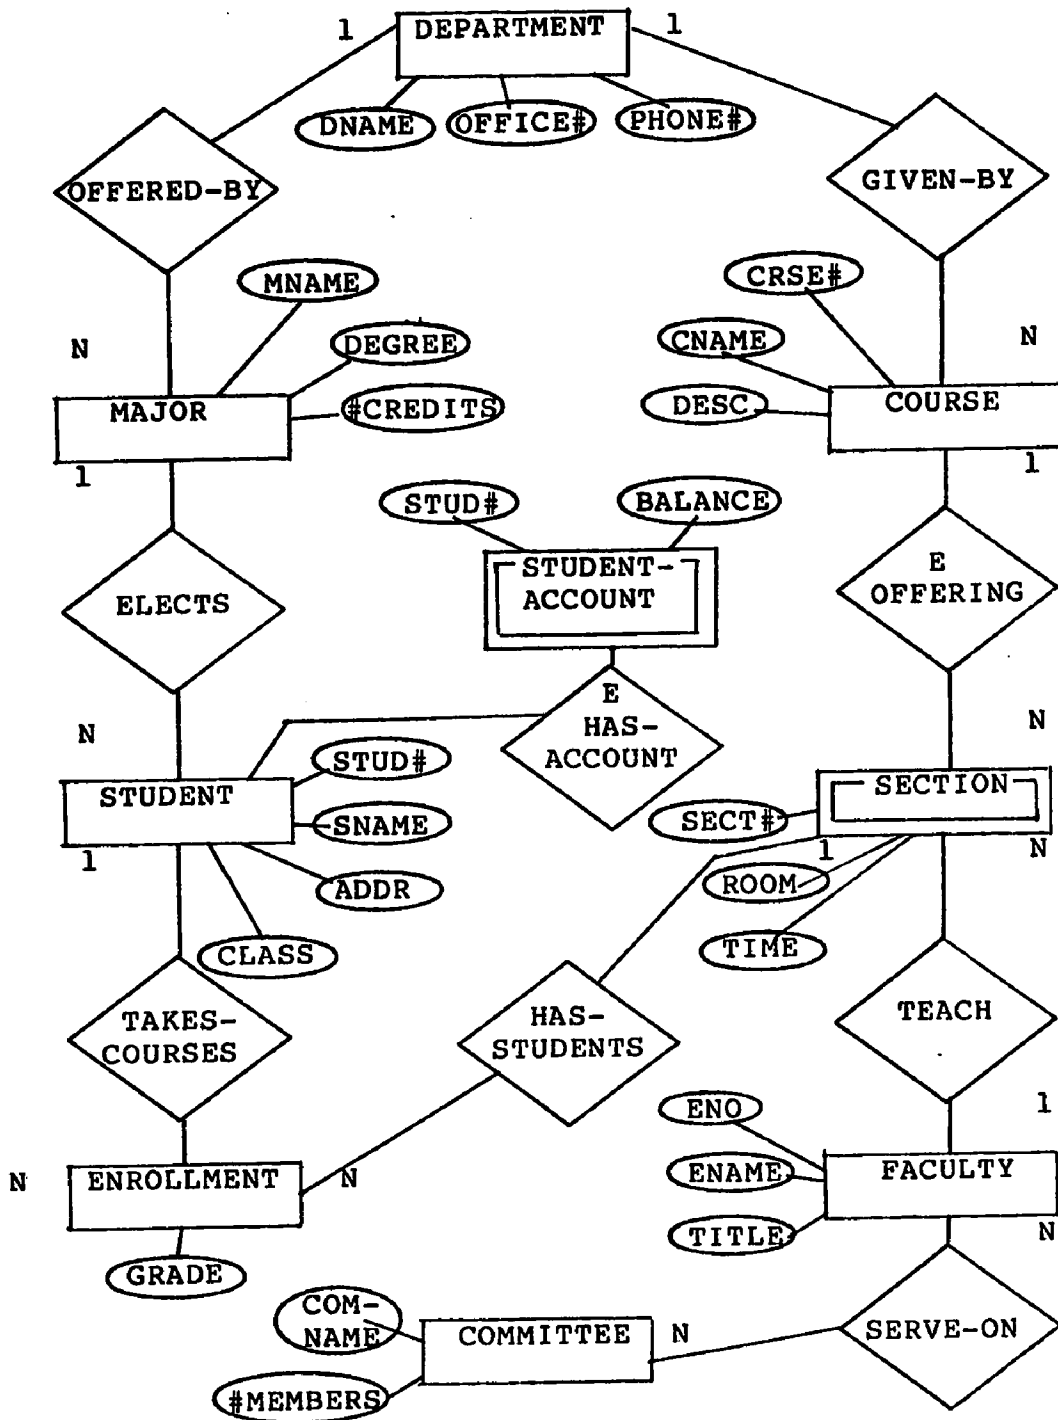 1 DEPARTMENT 1
DNAME OFFICE# PHONE#
OFFERED-BY GIVEN-BY
MNAME CRSE#
N DEGREE CNAME N
#CREDITS DESC
MAJOR COURSE
1 1
STUD# BALANCE
STUDENT-
ACCOUNT
E
OFFERING
ELECTS
E
HAS-
ACCOUNT
N N
STUD#
STUDENT SECTION
SNAME SECT#
1 1 N
ADDR ROOM
CLASS TIME
TAKES-
COURSES
HAS-
STUDENTS
TEACH
ENO 1
N ENROLLMENT N ENAME FACULTY
TITLE N
GRADE
COM-
NAME
COMMITTEE N SERVE-ON
#MEMBERS